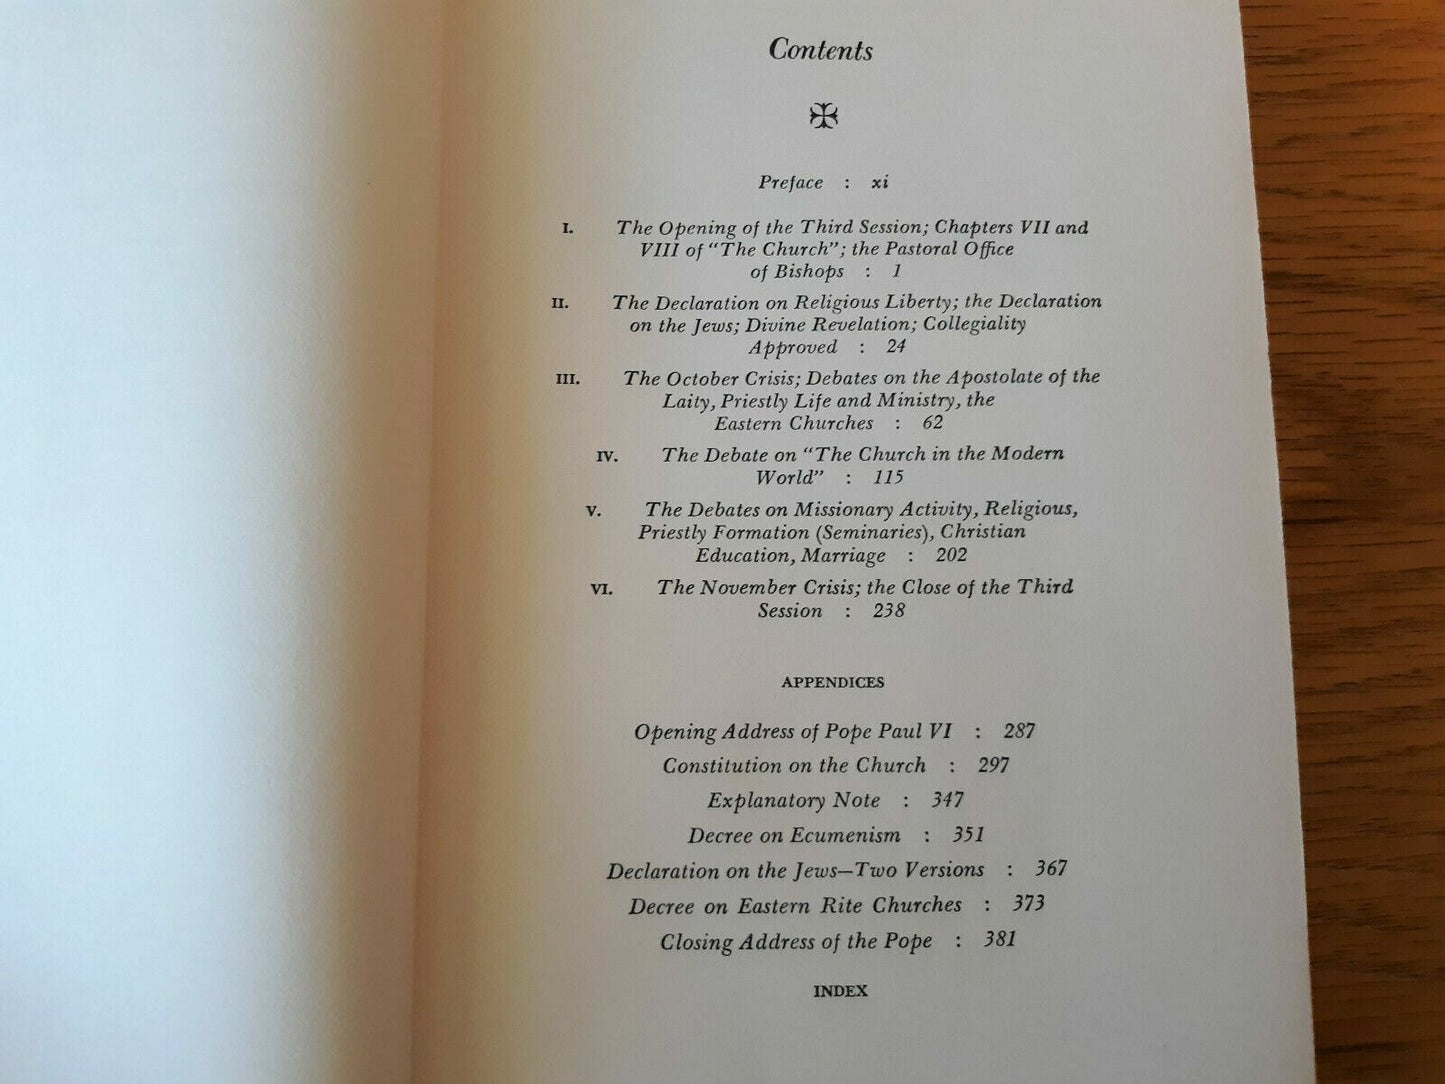 Contents
Preface : xi
I. The Opening of the Third Session; Chapters VII and
VIII of “The Church”; the Pastoral Office
of Bishops : 1
II. The Declaration on Religious Liberty; the Declaration
on the Jews; Divine Revelation; Collegiality
Approved : 24
III. The October Crisis; Debates on the Apostolate of the
Laity, Priestly Life and Ministry, the
Eastern Churches : 62
IV. The Debate on “The Church in the Modern
World” : 115
V. The Debates on Missionary Activity, Religious,
Priestly Formation (Seminaries), Christian
Education, Marriage : 202
VI. The November Crisis; the Close of the Third
Session : 238
APPENDICES
Opening Address of Pope Paul VI : 287
Constitution on the Church : 297
Explanatory Note : 347
Decree on Ecumenism : 351
Declaration on the Jews—Two Versions : 367
Decree on Eastern Rite Churches : 373
Closing Address of the Pope : 381
INDEX